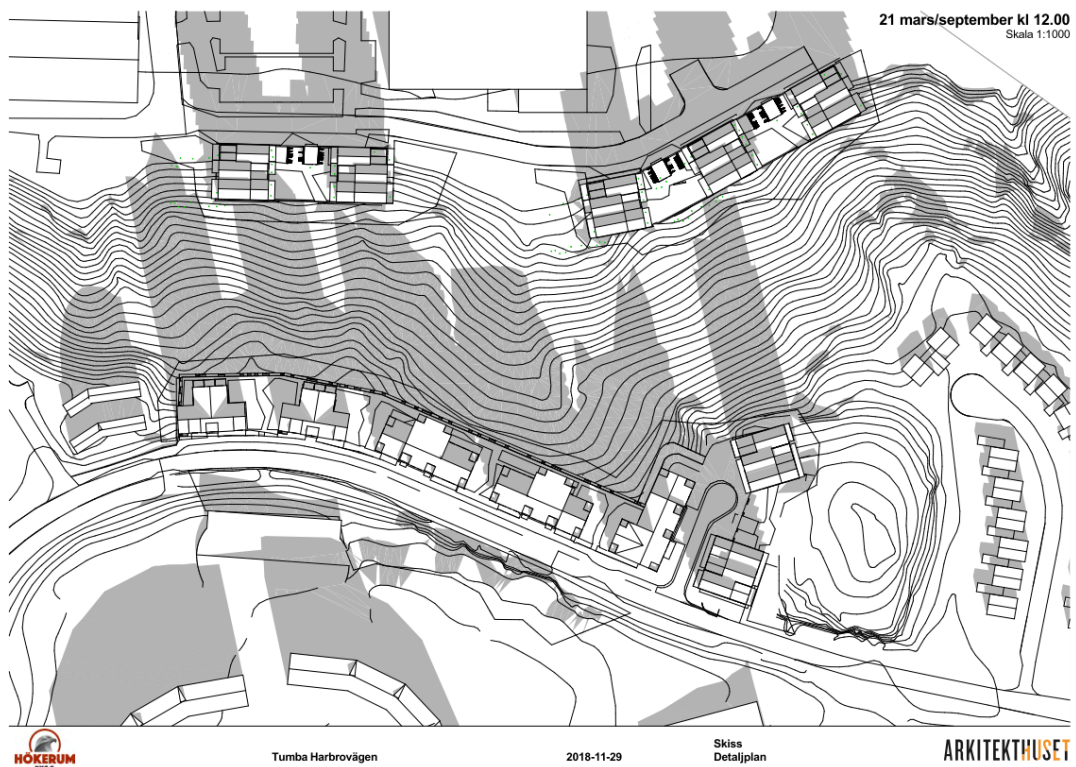 21 mars/september kl 12.00
Skala 1:1000
HÖKERUM
Tumba Harbrovägen
2018-11-29
Skiss
Detaljplan
ARKITEKTHUSET